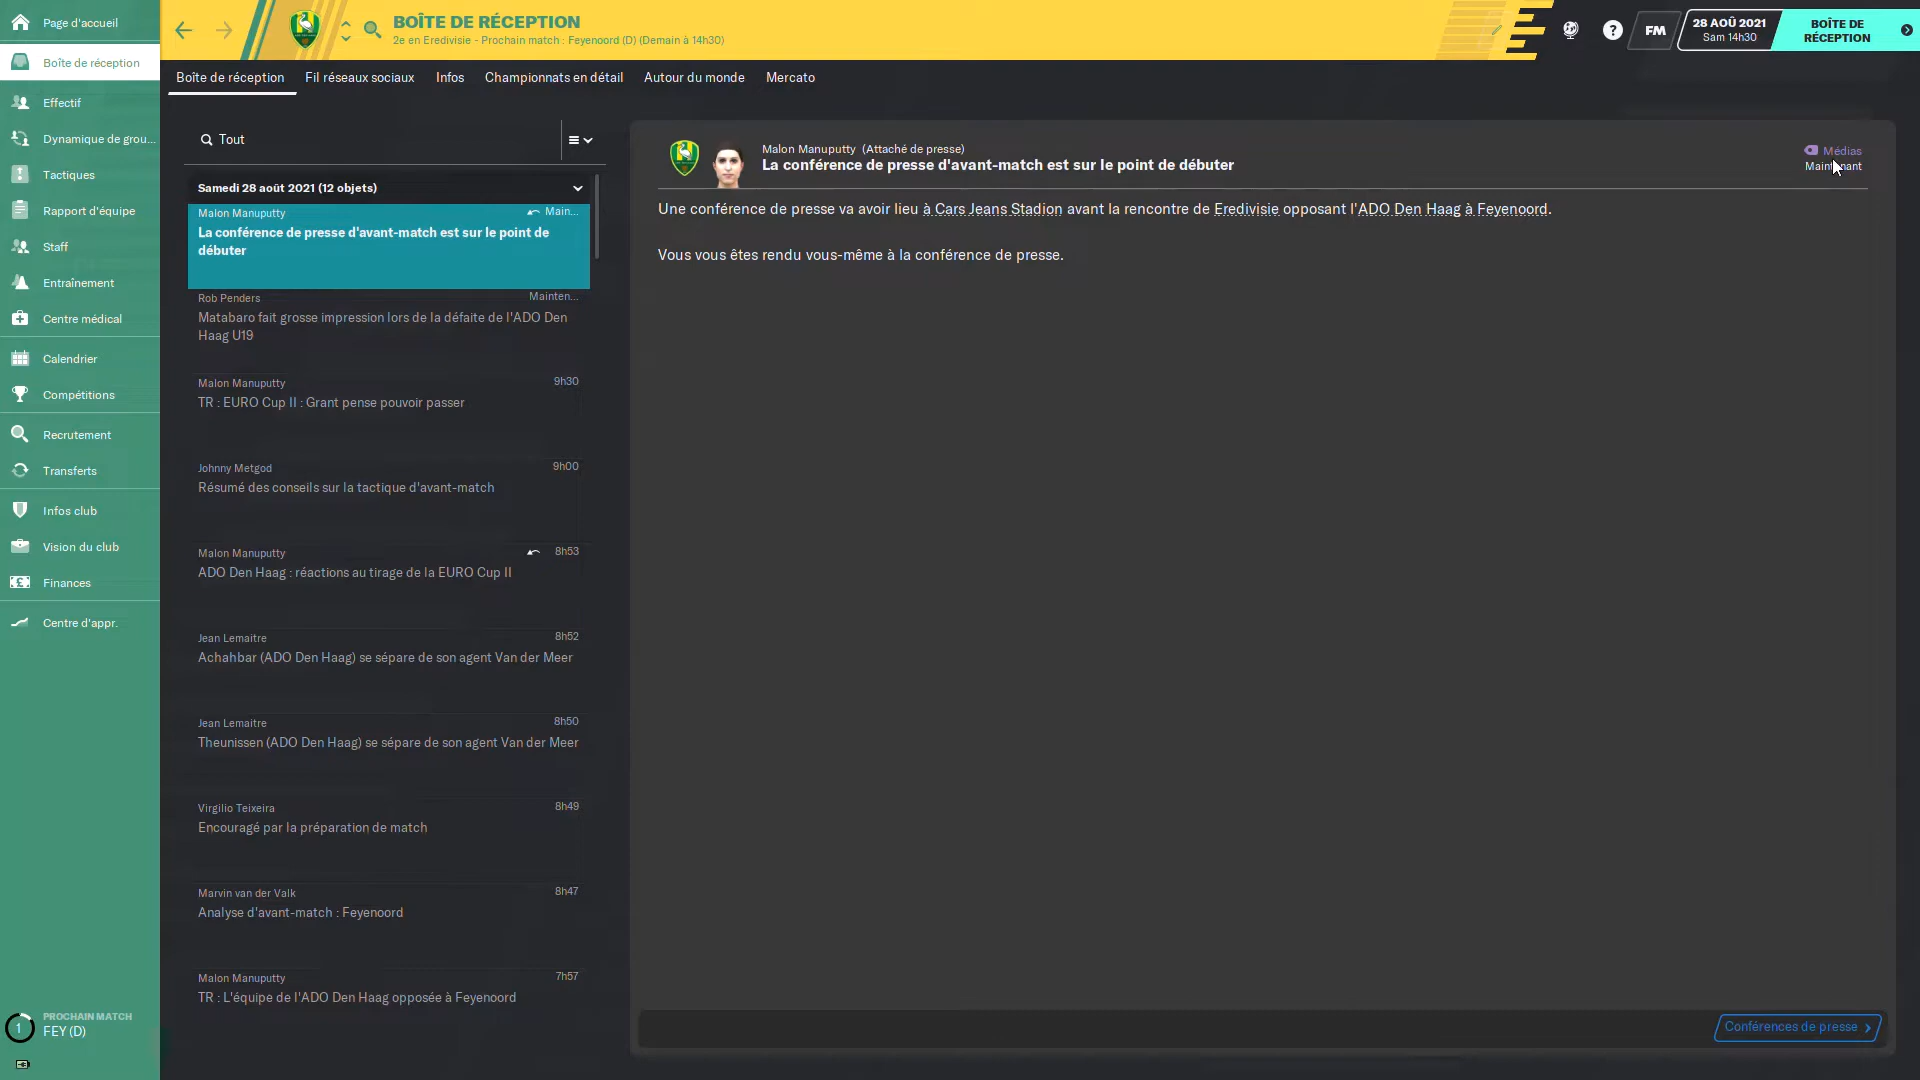 Page d'accueil
Boîte de réception
Effectif
Dynamique de grou...
Tactiques
Rapport d'équipe
Staff
Entraînement
Centre médical
Calendrier
Compétitions
Recrutement
Transferts
Infos club
Vision du club
Finances
Centre d'appr.
1
PROCHAIN MATCH
FEY (D)
BOÎTE DE RÉCEPTION
2e en Eredivisie - Prochain match : Feyenoord (D) (Demain à 14h30)
FM
28 AOÛ 2021
Sam 14h30
BOÎTE DE
RÉCEPTION
Boîte de réception
Fil réseaux sociaux
Infos
Championnats en détail
Autour du monde
Mercato
Tout
Samedi 28 août 2021 (12 objets)
Malon Manuputty Main...
La conférence de presse d'avant-match est sur le point de
débuter
Rob Penders Mainten...
Matabaro fait grosse impression lors de la défaite de l'ADO Den
Haag U19
Malon Manuputty 9h30
TR : EURO Cup II : Grant pense pouvoir passer
Johnny Metgod 9h00
Résumé des conseils sur la tactique d'avant-match
Malon Manuputty 8h53
ADO Den Haag : réactions au tirage de la EURO Cup II
Jean Lemaitre 8h52
Achahbar (ADO Den Haag) se sépare de son agent Van der Meer
Jean Lemaitre 8h50
Theunissen (ADO Den Haag) se sépare de son agent Van der Meer
Virgílio Teixeira 8h49
Encouragé par la préparation de match
Marvin van der Valk 8h47
Analyse d'avant-match : Feyenoord
Malon Manuputty 7h57
TR : L'équipe de l'ADO Den Haag opposée à Feyenoord
Malon Manuputty (Attaché de presse)
La conférence de presse d'avant-match est sur le point de débuter
Médias
Maintenant
Une conférence de presse va avoir lieu à Cars Jeans Stadion avant la rencontre de Eredivisie opposant l'ADO Den Haag à Feyenoord.
Vous vous êtes rendu vous-même à la conférence de presse.
Conférences de presse